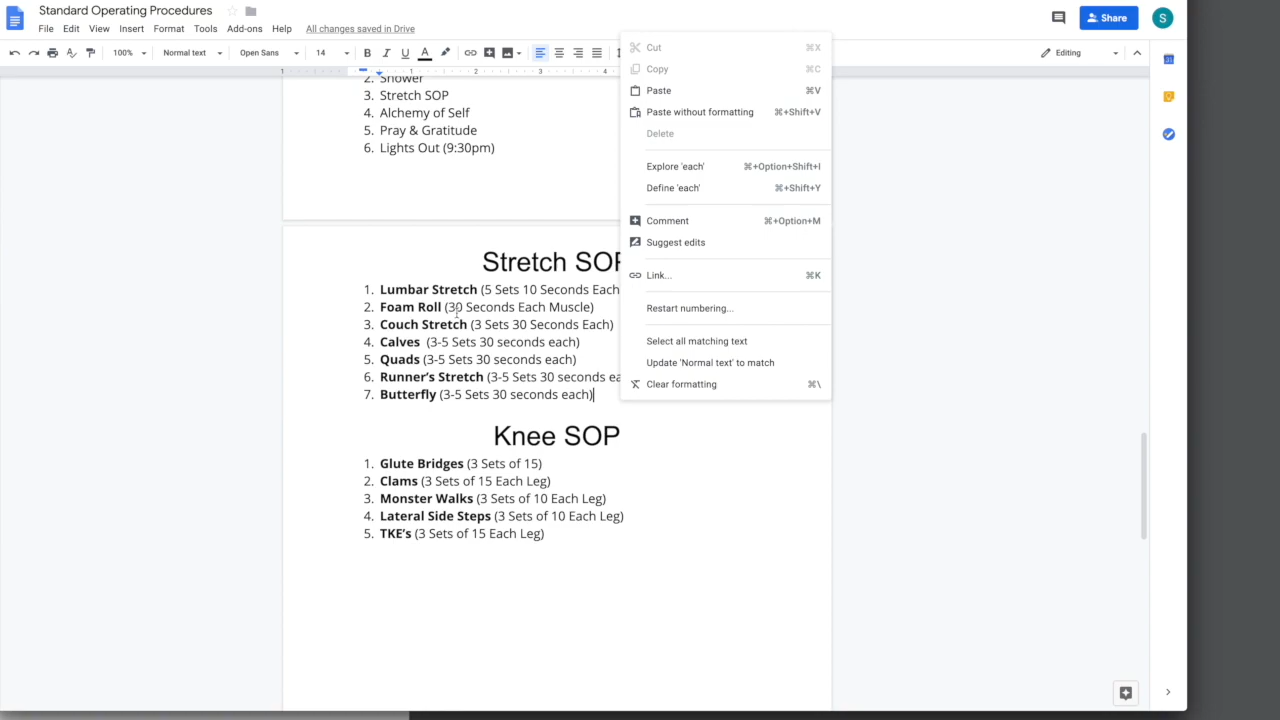 Standard Operating Procedures
File Edit View Insert Format Tools Add-ons Help All changes saved in Drive
Share
S
100% Normal text Open Sans 14 B I U A Editing
1 1 2 3 4
2. Shower
3. Stretch SOP
4. Alchemy of Self
5. Pray & Gratitude
6. Lights Out (9:30pm)
Stretch SOP
1. Lumbar Stretch (5 Sets 10 Seconds Each
2. Foam Roll (30 Seconds Each Muscle)
3. Couch Stretch (3 Sets 30 Seconds Each)
4. Calves (3-5 Sets 30 seconds each)
5. Quads (3-5 Sets 30 seconds each)
6. Runner’s Stretch (3-5 Sets 30 seconds ea
7. Butterfly (3-5 Sets 30 seconds each)
Knee SOP
1. Glute Bridges (3 Sets of 15)
2. Clams (3 Sets of 15 Each Leg)
3. Monster Walks (3 Sets of 10 Each Leg)
4. Lateral Side Steps (3 Sets of 10 Each Leg)
5. TKE’s (3 Sets of 15 Each Leg)
Cut ⌘X
Copy ⌘C
Paste ⌘V
Paste without formatting ⌘+Shift+V
Delete
Explore 'each' ⌘+Option+Shift+I
Define 'each' ⌘+Shift+Y
Comment ⌘+Option+M
Suggest edits
Link... ⌘K
Restart numbering...
Select all matching text
Update 'Normal text' to match
Clear formatting ⌘\
31